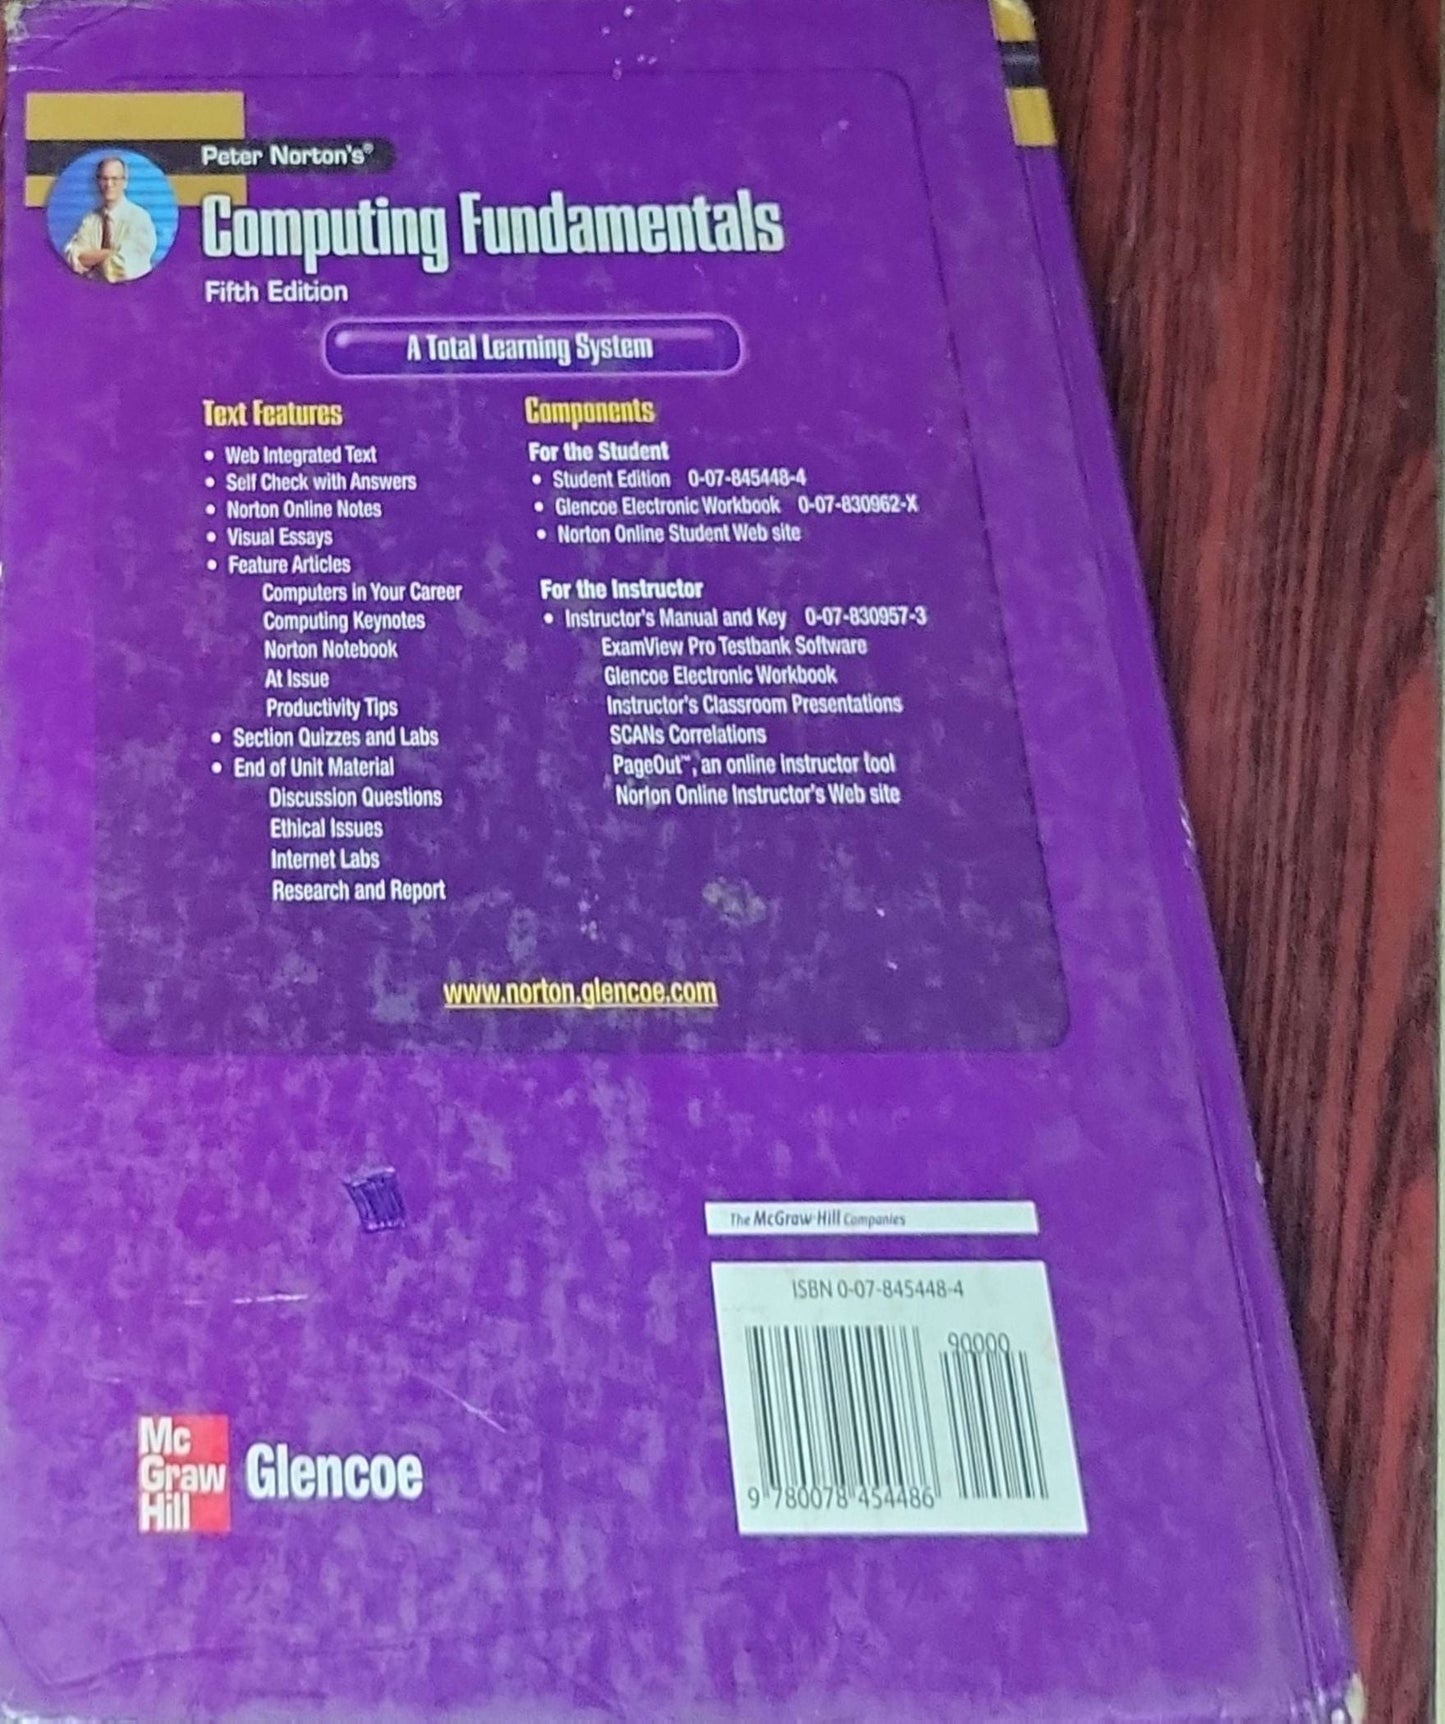 Peter Norton's®
Computing Fundamentals
Fifth Edition
A Total Learning System
Text Features
• Web Integrated Text
• Self Check with Answers
• Norton Online Notes
• Visual Essays
• Feature Articles
Computers in Your Career
Computing Keynotes
Norton Notebook
At Issue
Productivity Tips
• Section Quizzes and Labs
• End of Unit Material
Discussion Questions
Ethical Issues
Internet Labs
Research and Report
Components
For the Student
• Student Edition 0-07-845448-4
• Glencoe Electronic Workbook 0-07-830962-X
• Norton Online Student Web site
For the Instructor
• Instructor's Manual and Key 0-07-830957-3
ExamView Pro Testbank Software
Glencoe Electronic Workbook
Instructor's Classroom Presentations
SCANs Correlations
PageOut™, an online instructor tool
Norton Online Instructor's Web site
www.norton.glencoe.com
The McGraw·Hill Companies
ISBN 0-07-845448-4
90000
9 780078 454486
Mc
Graw
Hill
Glencoe